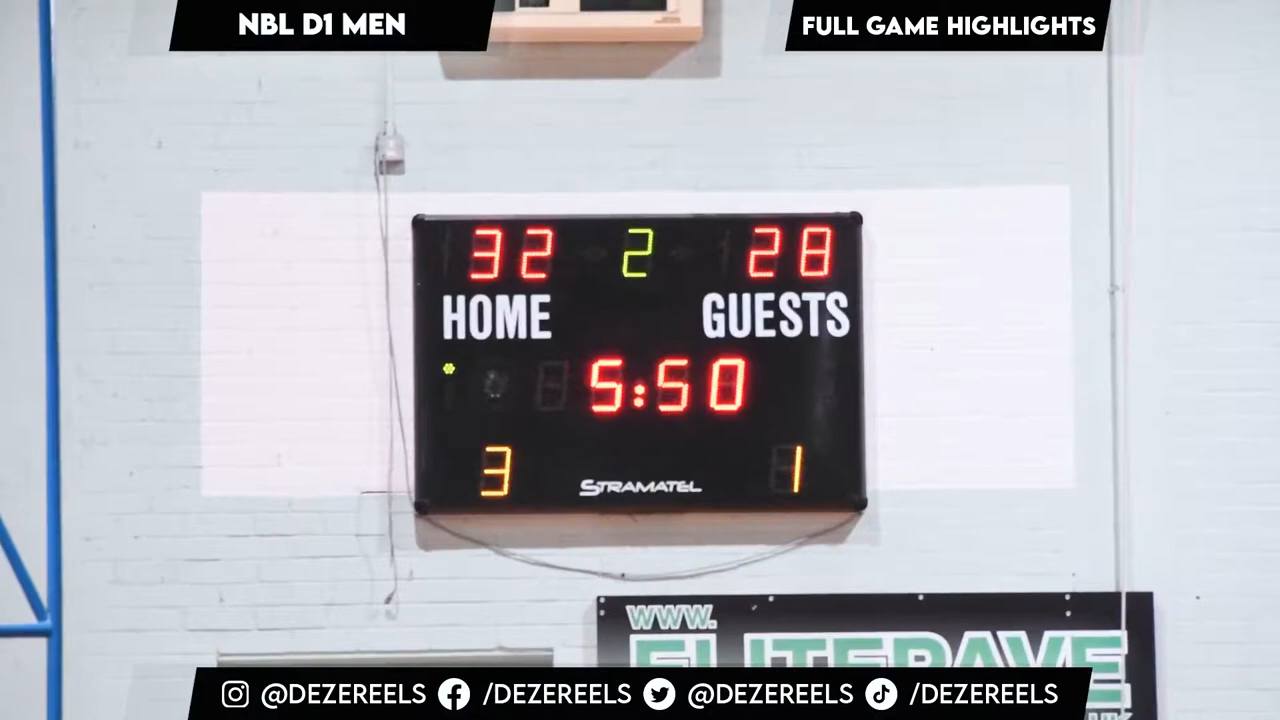 NBL D1 MEN
FULL GAME HIGHLIGHTS
32 2 28
HOME GUESTS
5:50
3 1
STRAMATEL
WWW.
ELITEPAVE
@DEZEREELS /DEZEREELS @DEZEREELS /DEZEREELS